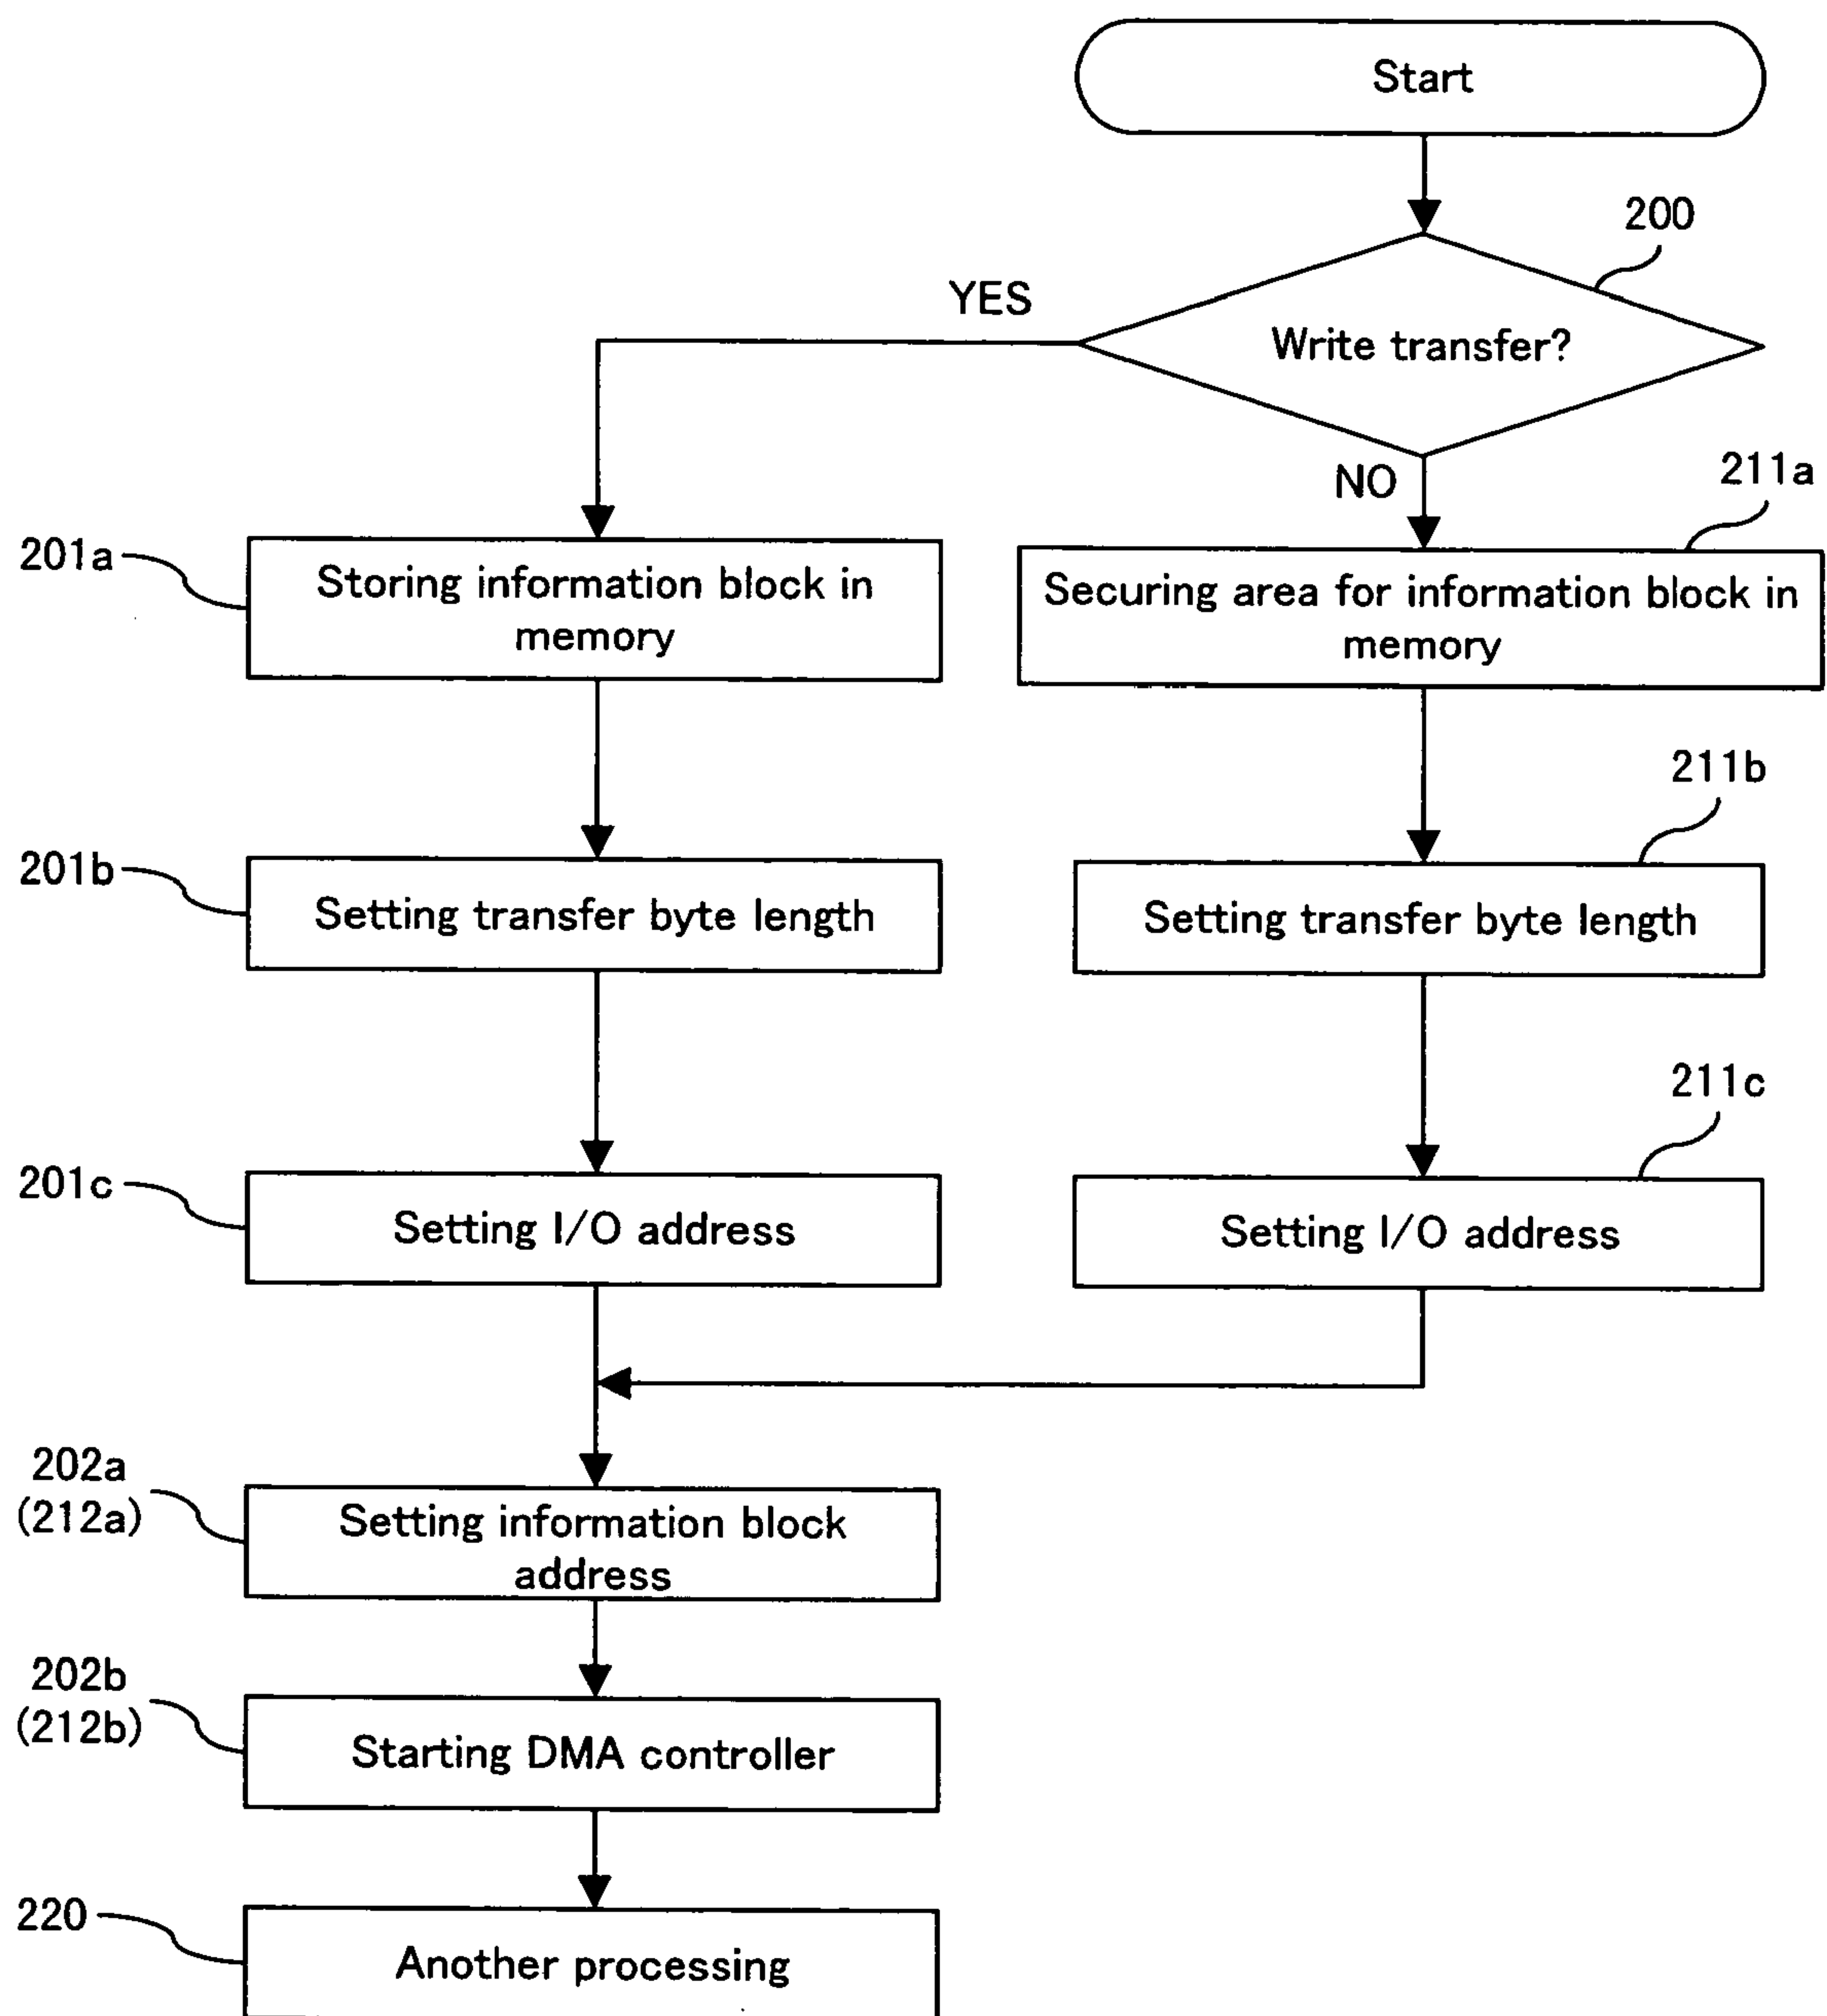 Start
200
Write transfer?
YES
NO
201a
Storing information block in
memory
211a
Securing area for information block in
memory
201b
Setting transfer byte length
211b
Setting transfer byte length
201c
Setting I/O address
211c
Setting I/O address
202a
(212a)
Setting information block
address
202b
(212b)
Starting DMA controller
220
Another processing